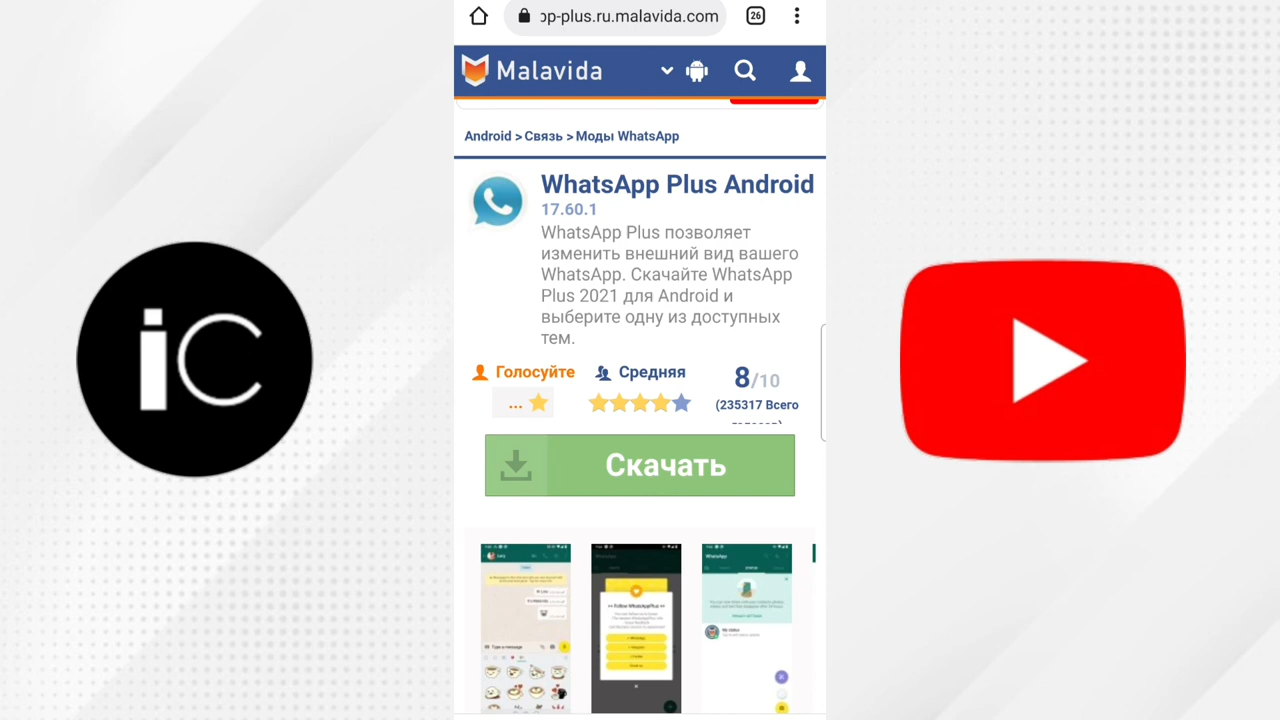 26
op-plus.ru.malavida.com
Malavida
Android > Связь > Моды WhatsApp
WhatsApp Plus Android
17.60.1
WhatsApp Plus позволяет
изменить внешний вид вашего
WhatsApp. Скачайте WhatsApp
Plus 2021 для Android и
выберите одну из доступных
тем.
Голосуйте
Средняя
8/10
...
(235317 Всего
Скачать
iC
WhatsApp